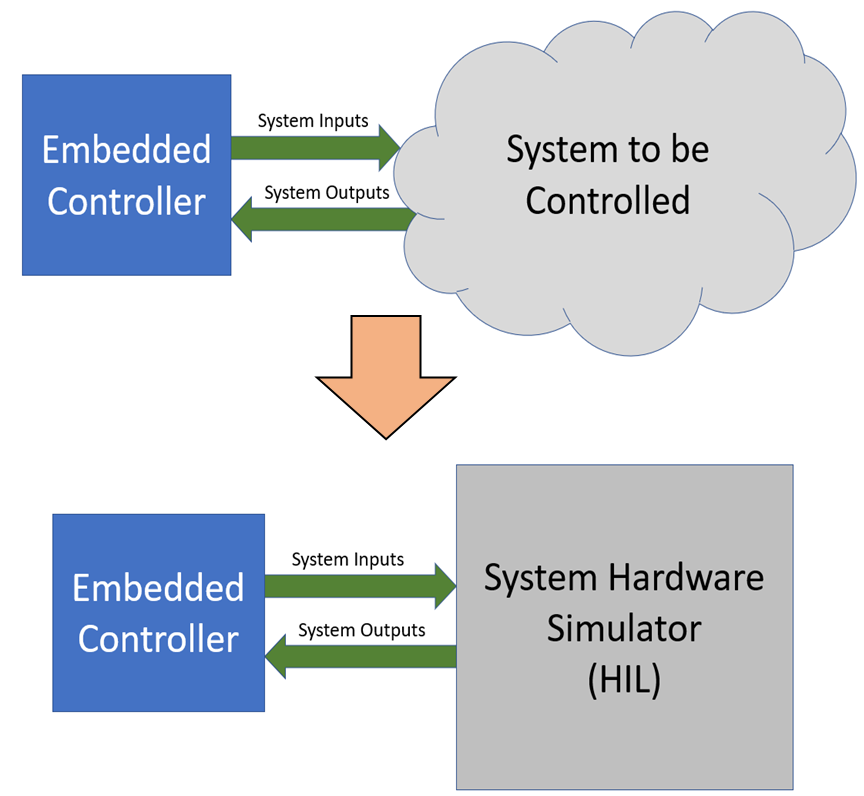 Embedded
Controller
System Inputs
System Outputs
System to be
Controlled
Embedded
Controller
System Inputs
System Outputs
System Hardware
Simulator
(HIL)